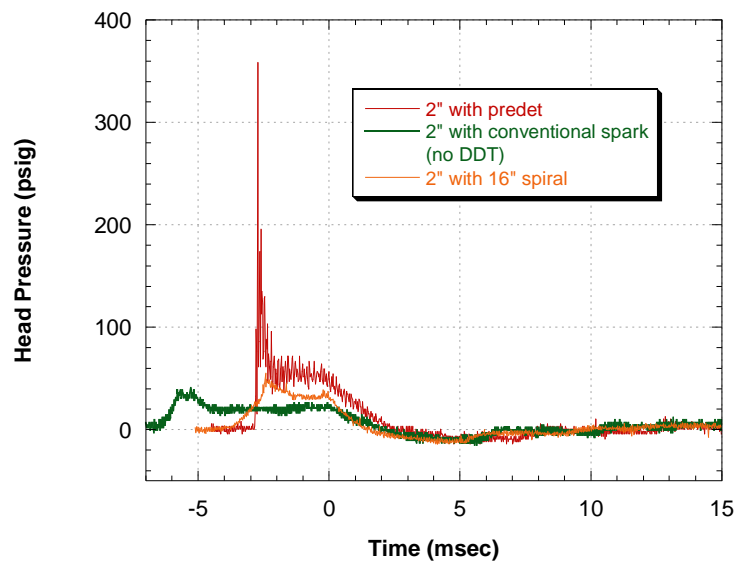 400
300
200
100
0
Head Pressure (psig)
2" with predet
2" with conventional spark
(no DDT)
2" with 16" spiral
-5
0
5
10
15
Time (msec)